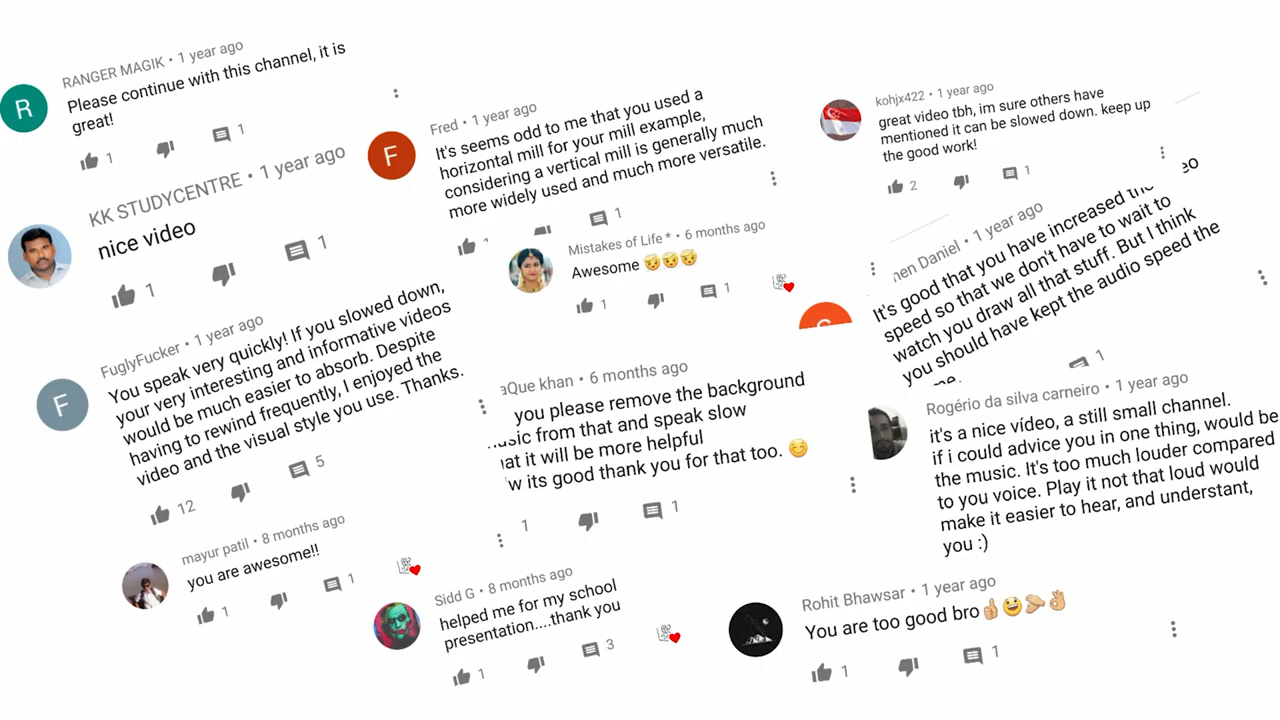 RANGER MAGIK • 1 year ago
Please continue with this channel, it is
great!
1
1
R
KK STUDYCENTRE • 1 year ago
nice video
1
1
FuglyFucker • 1 year ago
You speak very quickly! If you slowed down,
your very interesting and informative videos
would be much easier to absorb. Despite
having to rewind frequently, I enjoyed the
video and the visual style you use. Thanks.
12
5
F
mayur patil • 8 months ago
you are awesome!!
1
1
Fred • 1 year ago
It's seems odd to me that you used a
horizontal mill for your mill example,
considering a vertical mill is generally much
more widely used and much more versatile.
1
F
Mistakes of Life * • 6 months ago
Awesome 😇😇😇
1
1
aQue khan • 6 months ago
you please remove the background
from that and speak slow
it will be more helpful
its good thank you for that too. 😊
1
1
Sidd G • 8 months ago
helped me for my school
presentation....thank you
1
3
kohjx422 • 1 year ago
great video tbh, im sure others have
mentioned it can be slowed down. keep up
the good work!
2
1
Daniel • 1 year ago
It's good that you have increased
speed so that we don't have to wait to
watch you draw all that stuff. But I think
you should have kept the audio speed the
1
Rogério da silva carneiro • 1 year ago
it's a nice vídeo, a still small channel.
if i could advice you in one thing, would be
the music. It's too much louder compared
to you voice. Play it not that loud would
make it easier to hear, and understant,
you :)
Rohit Bhawsar • 1 year ago
You are too good bro👍😃🫴👌
1
1